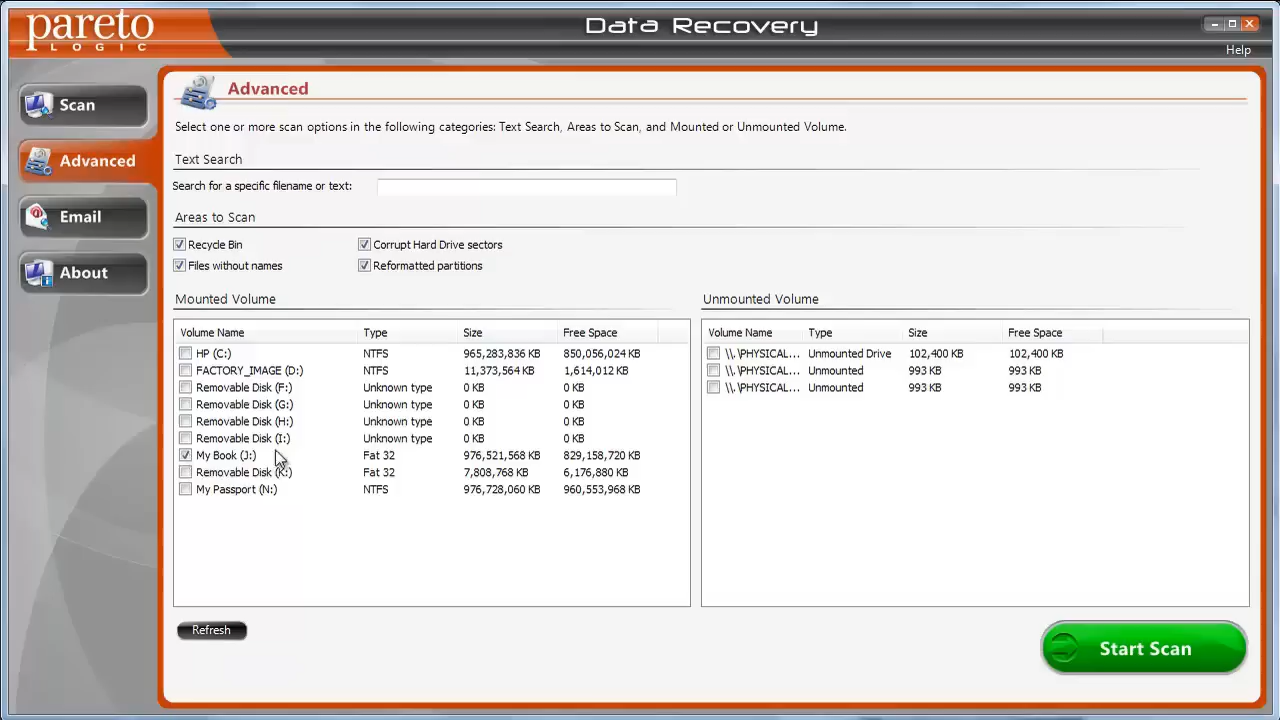 pareto
LOGIC
Data Recovery
Help
Scan
Advanced
Email
About
Advanced
Select one or more scan options in the following categories: Text Search, Areas to Scan, and Mounted or Unmounted Volume.
Text Search
Search for a specific filename or text:
Areas to Scan
Recycle Bin Corrupt Hard Drive sectors
Files without names Reformatted partitions
Mounted Volume
Volume Name Type Size Free Space
HP (C:) NTFS 965,283,836 KB 850,056,024 KB
FACTORY_IMAGE (D:) NTFS 11,373,564 KB 1,614,012 KB
Removable Disk (F:) Unknown type 0 KB 0 KB
Removable Disk (G:) Unknown type 0 KB 0 KB
Removable Disk (H:) Unknown type 0 KB 0 KB
Removable Disk (I:) Unknown type 0 KB 0 KB
My Book (J:) Fat 32 976,521,568 KB 829,158,720 KB
Removable Disk (K:) Fat 32 7,808,768 KB 6,176,880 KB
My Passport (N:) NTFS 976,728,060 KB 960,553,968 KB
Refresh
Unmounted Volume
Volume Name Type Size Free Space
\\.\PHYSICAL... Unmounted Drive 102,400 KB 102,400 KB
\\.\PHYSICAL... Unmounted 993 KB 993 KB
\\.\PHYSICAL... Unmounted 993 KB 993 KB
Start Scan